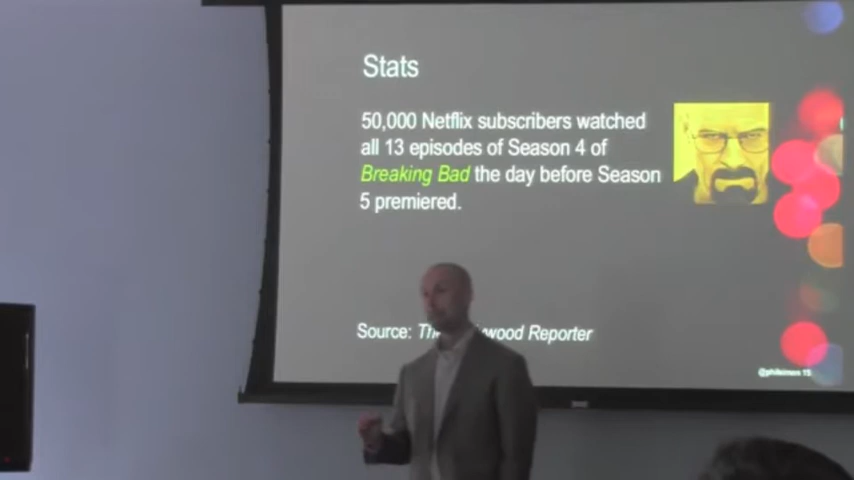 Stats
50,000 Netflix subscribers watched
all 13 episodes of Season 4 of
Breaking Bad the day before Season
5 premiered.
Source: wood Reporter
15